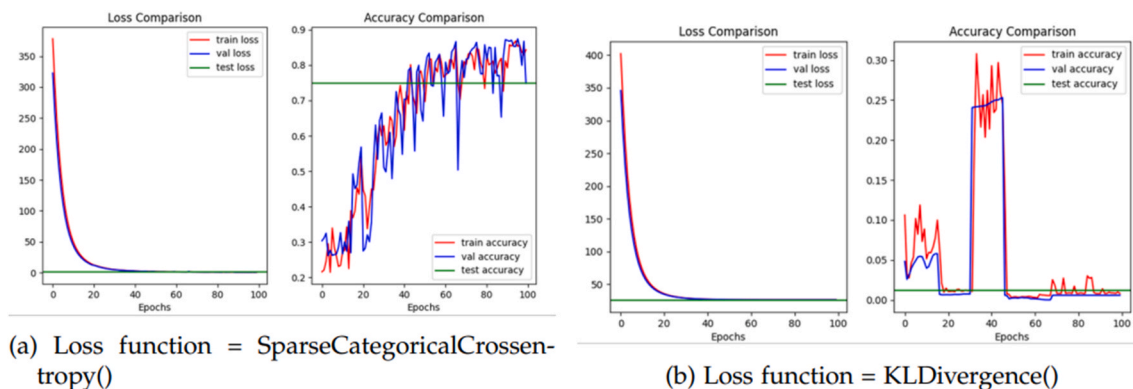 Loss Comparison
train loss
val loss
test loss
350
300
250
200
150
100
50
0
0 20 40 60 80 100
Epochs
Accuracy Comparison
0.9
0.8
0.7
0.6
0.5
0.4
0.3
0.2
train accuracy
val accuracy
test accuracy
0 20 40 60 80 100
Epochs
(a) Loss function = SparseCategoricalCrossen-
tropy()
Loss Comparison
train loss
val loss
test loss
400
350
300
250
200
150
100
50
0 20 40 60 80 100
Epochs
Accuracy Comparison
train accuracy
val accuracy
test accuracy
0.30
0.25
0.20
0.15
0.10
0.05
0.00
0 20 40 60 80 100
Epochs
(b) Loss function = KLDivergence()